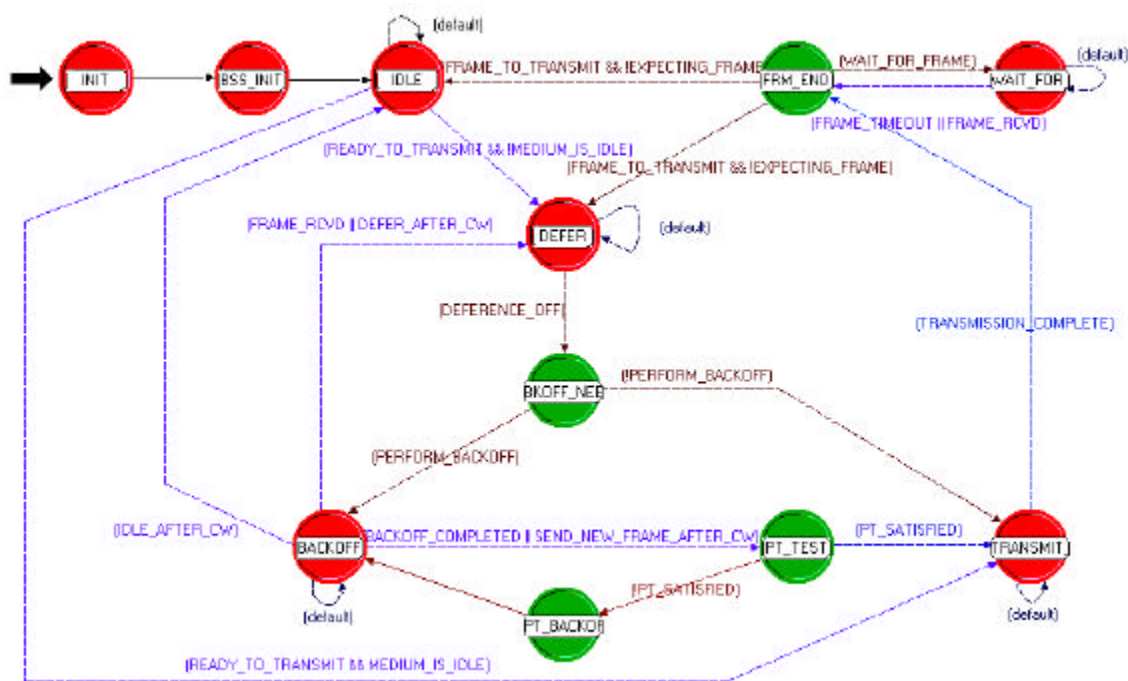 (default)
INIT
BSS_INIT
IDLE
FRAME_TO_TRANSMIT && !EXPECTING_FRAME
FRM_END
(WAIT_FOR_FRAME)
WAIT_FOR
(default)
(FRAME_TIMEOUT || FRAME_RCVD)
(READY_TO_TRANSMIT && !MEDIUM_IS_IDLE)
(FRAME_TO_TRANSMIT && !EXPECTING_FRAME)
(FRAME_RCVD || DEFER_AFTER_CW)
DEFER
(default)
(DEFERENCE_OFF)
(TRANSMISSION_COMPLETE)
BKOFF_NEE
(!PERFORM_BACKOFF)
(PERFORM_BACKOFF)
(IDLE_AFTER_CW)
BACKOFF
(BACKOFF_COMPLETED || SEND_NEW_FRAME_AFTER_CW)
PT_TEST
(PT_SATISFIED)
TRANSMIT
(default)
(!PT_SATISFIED)
PT_BACKOF
(default)
(READY_TO_TRANSMIT && MEDIUM_IS_IDLE)